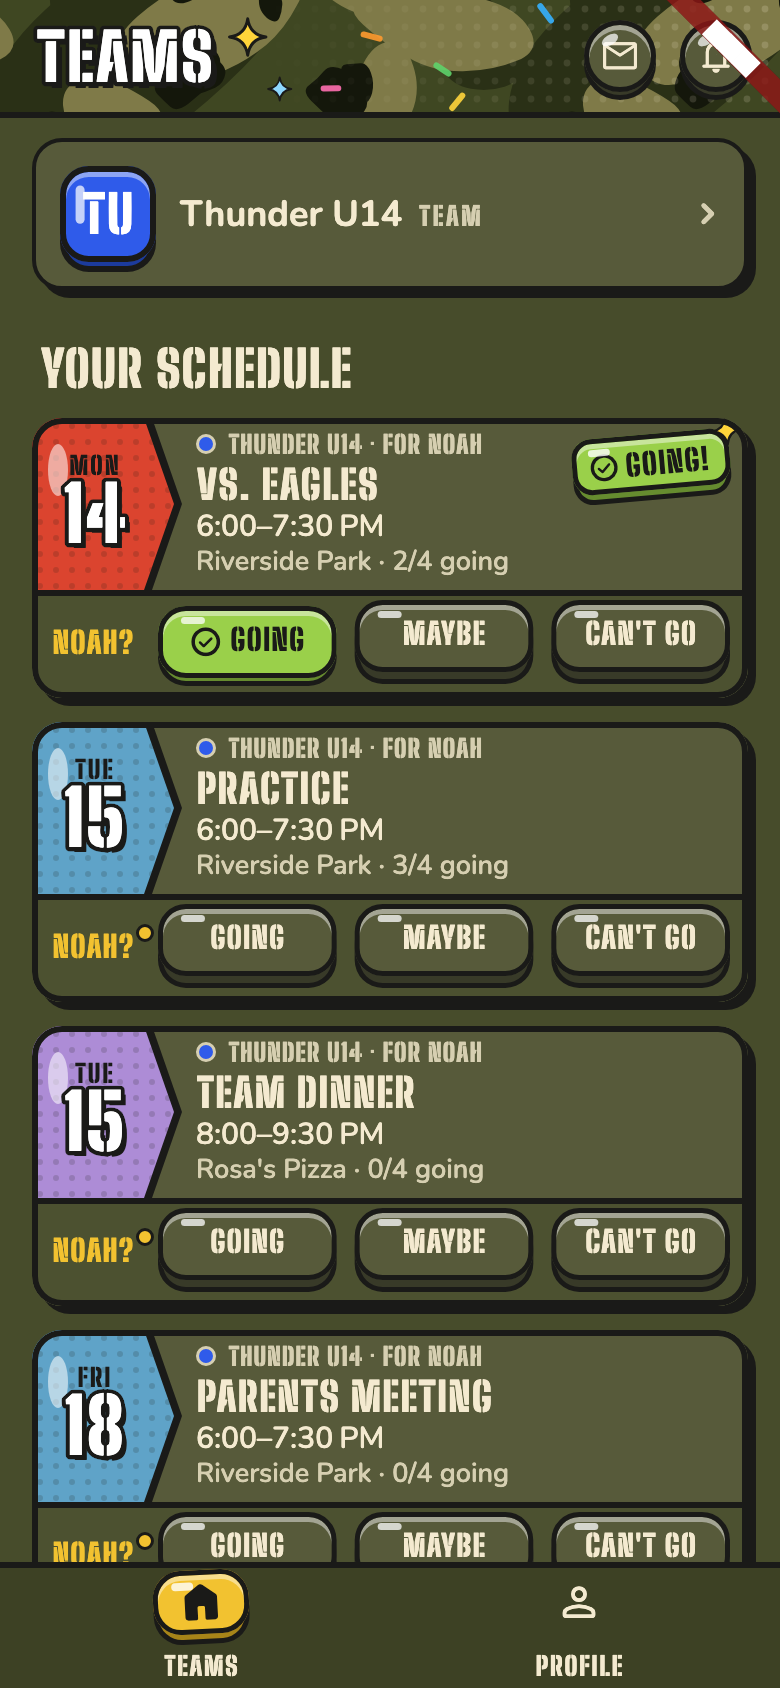 TEAMS
TU
Thunder U14 TEAM
YOUR SCHEDULE
MON
14
THUNDER U14 · FOR NOAH
VS. EAGLES
6:00–7:30 PM
Riverside Park · 2/4 going
GOING!
NOAH?
GOING
MAYBE
CAN'T GO
TUE
15
THUNDER U14 · FOR NOAH
PRACTICE
6:00–7:30 PM
Riverside Park · 3/4 going
NOAH?
GOING
MAYBE
CAN'T GO
TUE
15
THUNDER U14 · FOR NOAH
TEAM DINNER
8:00–9:30 PM
Rosa's Pizza · 0/4 going
NOAH?
GOING
MAYBE
CAN'T GO
FRI
18
THUNDER U14 · FOR NOAH
PARENTS MEETING
6:00–7:30 PM
Riverside Park · 0/4 going
NOAH?
GOING
MAYBE
CAN'T GO
TEAMS
PROFILE